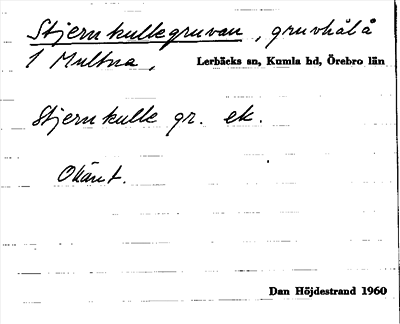 Stjernkullegruvan, gruvhål å
1 Multna, Lerbäcks sn, Kumla hd, Örebro län
Stjernkulle gr. ek.
Okänt.
Dan Höjdestrand 1960